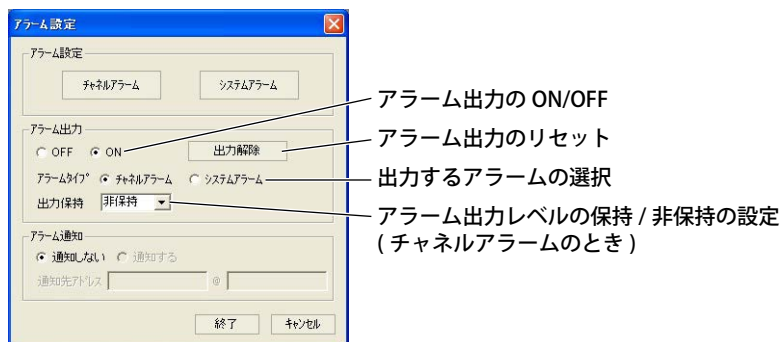 アラーム設定
アラーム設定
チャネルアラーム システムアラーム
アラーム出力
OFF ON 出力解除
アラームタイプ チャネルアラーム システムアラーム
出力保持 非保持
アラーム通知
通知しない 通知する
通知先アドレス @
終了 キャンセル
アラーム出力の ON/OFF
アラーム出力のリセット
出力するアラームの選択
アラーム出力レベルの保持 / 非保持の設定
( チャネルアラームのとき )